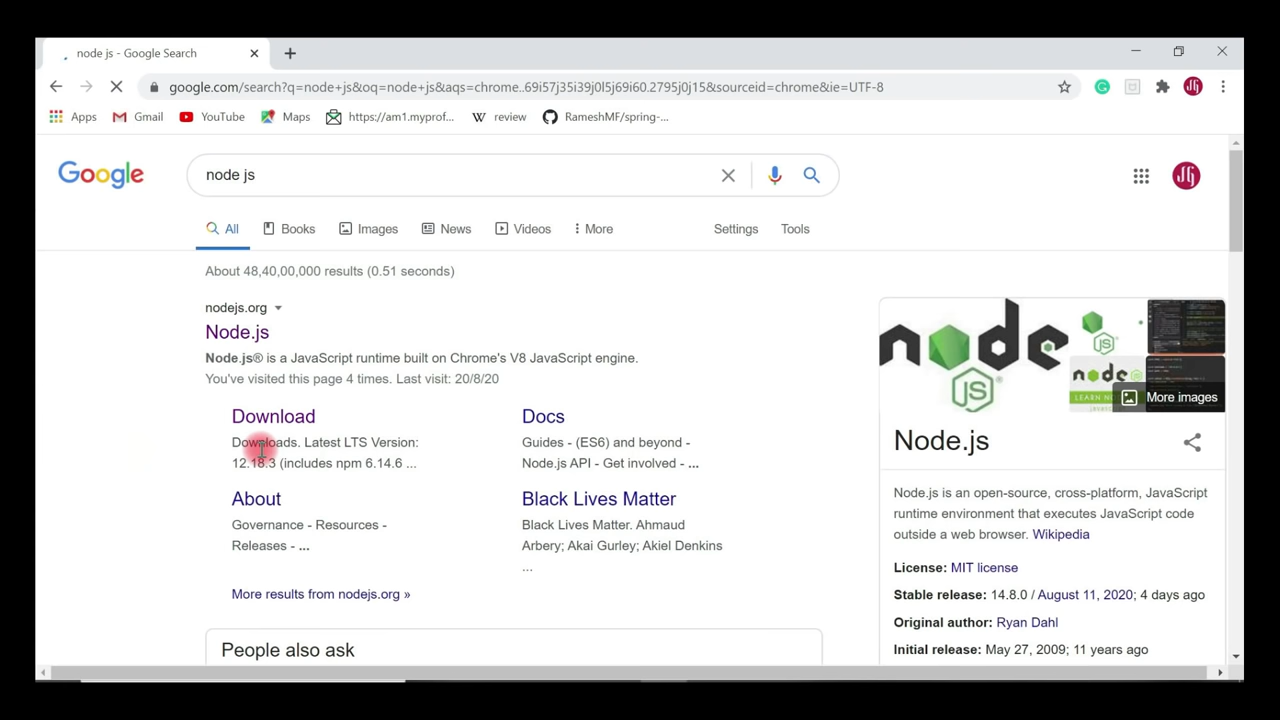 node js - Google Search
google.com/search?q=node+js&oq=node+js&aqs=chrome..69i57j35i39j0l5j69i60.2795j0j15&sourceid=chrome&ie=UTF-8
Apps Gmail YouTube Maps https://am1.myprof... W review RameshMF/spring-...
Google node js
All Books Images News Videos More Settings Tools
About 48,40,00,000 results (0.51 seconds)
nodejs.org
Node.js
Node.js® is a JavaScript runtime built on Chrome's V8 JavaScript engine.
You've visited this page 4 times. Last visit: 20/8/20
Download
Downloads. Latest LTS Version:
12.18.3 (includes npm 6.14.6 ...
Docs
Guides - (ES6) and beyond -
Node.js API - Get involved - ...
About
Governance - Resources -
Releases - ...
Black Lives Matter
Black Lives Matter. Ahmaud
Arbery; Akai Gurley; Akiel Denkins
...
More results from nodejs.org »
People also ask
node
JS
node
More images
Node.js
Node.js is an open-source, cross-platform, JavaScript
runtime environment that executes JavaScript code
outside a web browser. Wikipedia
License: MIT license
Stable release: 14.8.0 / August 11, 2020; 4 days ago
Original author: Ryan Dahl
Initial release: May 27, 2009; 11 years ago